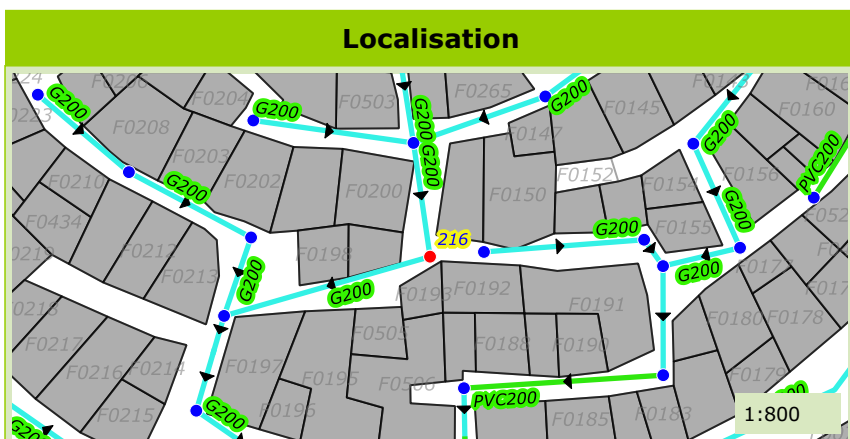 Localisation
F0206
F0204
F0503
F0265
F0145
F0143
F0160
G200
G200
G200
G200
G200
G200
F0208
F0147
F0203
F0202
F0200
F0150
F0152
F0154
F0156
PVC200
F0210
G200
F0434
F0155
G200
F0212
F0213
F0198
216
G200
G200
G200
F0177
G200
F0193
F0192
F0191
F0180
F0178
F0217
F0505
F0188
F0190
F0216
F0214
F0197
F0195
F0506
F0179
F0215
G200
F0196
PVC200
F0185
F0183
1:800